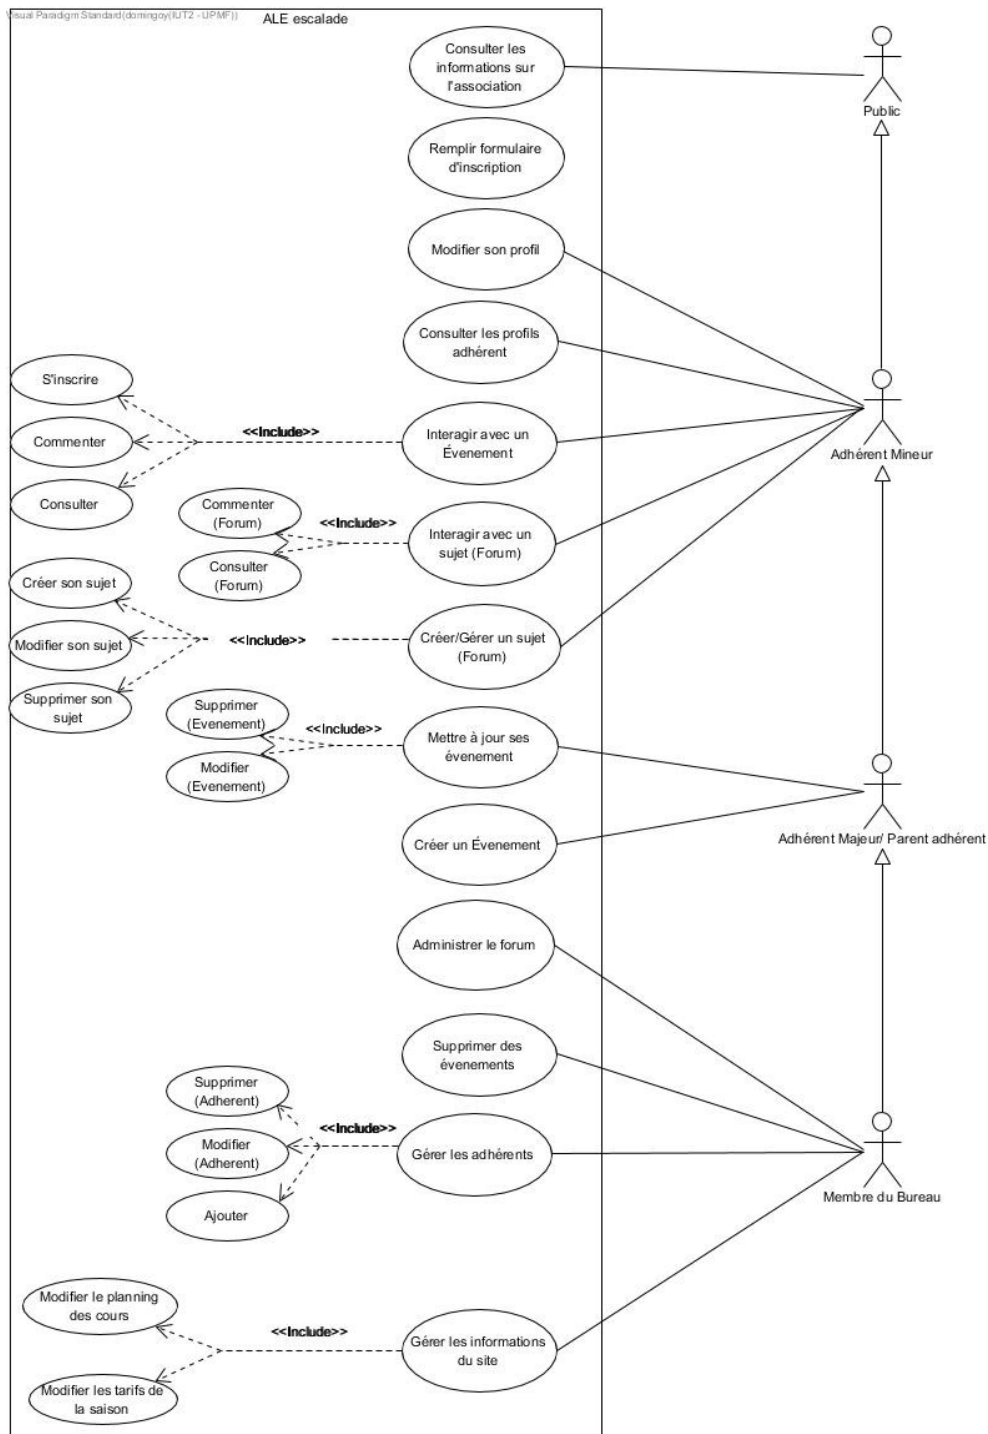 Visual Paradigm Standard(domingoy(IUT2 - UPMF))
ALE escalade
Consulter les
informations sur
l'association
Public
Remplir formulaire
d'inscription
Modifier son profil
Consulter les profils
adhérent
S'inscrire
Commenter
Consulter
<<Include>>
Interagir avec un
Évenement
Adhérent Mineur
Commenter
(Forum)
Consulter
(Forum)
<<Include>>
Interagir avec un
sujet (Forum)
Créer son sujet
Modifier son sujet
Supprimer son
sujet
<<Include>>
Créer/Gérer un sujet
(Forum)
Supprimer
(Evenement)
Modifier
(Evenement)
<<Include>>
Mettre à jour ses
évenement
Créer un Évenement
Adhérent Majeur/ Parent adhérent
Administrer le forum
Supprimer des
évenements
Supprimer
(Adherent)
Modifier
(Adherent)
Ajouter
<<Include>>
Gérer les adhérents
Membre du Bureau
Modifier le planning
des cours
Modifier les tarifs de
la saison
<<Include>>
Gérer les informations
du site